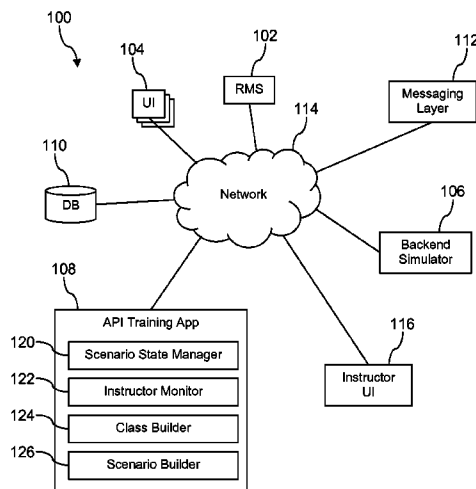 100
104
UI
102
RMS
112
Messaging
Layer
114
110
DB
Network
106
Backend
Simulator
108
API Training App
120
Scenario State Manager
122
Instructor Monitor
124
Class Builder
126
Scenario Builder
116
Instructor
UI